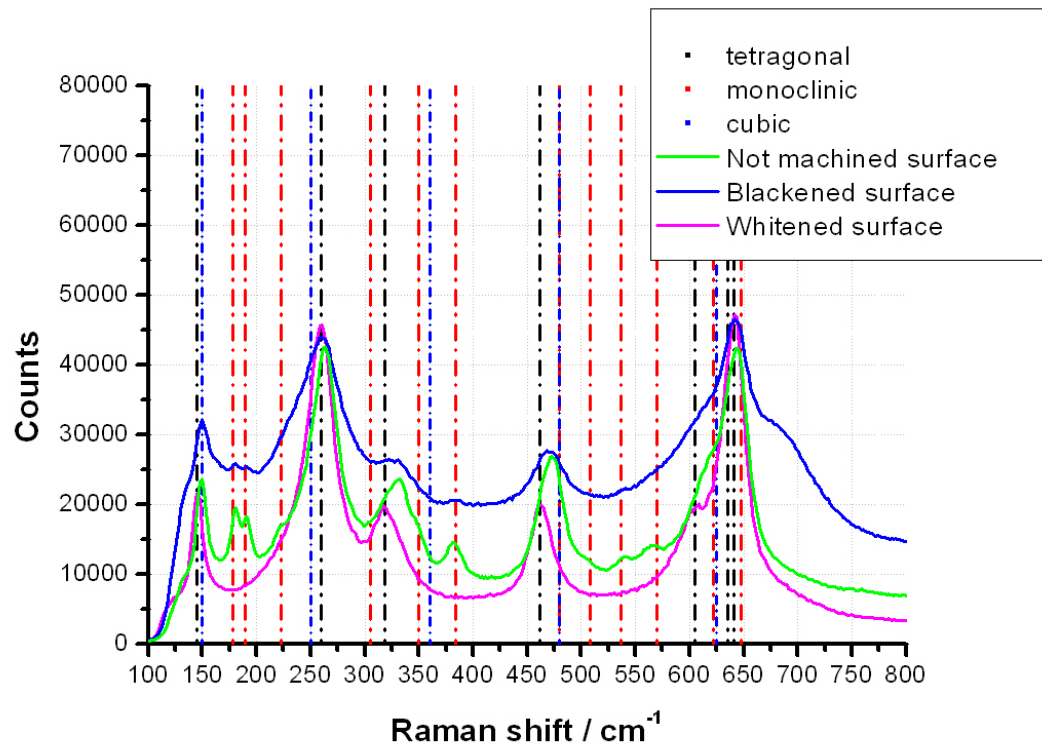 tetragonal
monoclinic
cubic
Not machined surface
Blackened surface
Whitened surface
80000
70000
60000
50000
40000
30000
20000
10000
0
Counts
100 150 200 250 300 350 400 450 500 550 600 650 700 750 800
Raman shift / cm⁻¹